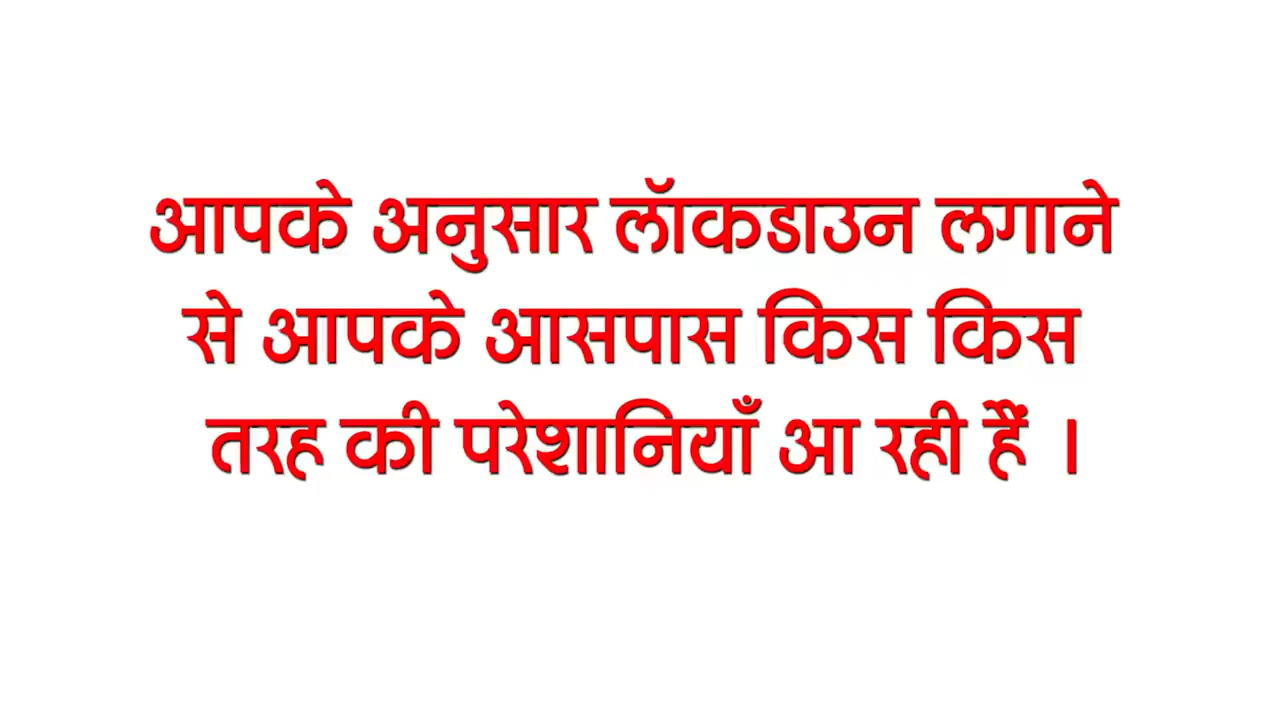 आपके अनुसार लॉकडाउन लगाने
से आपके आसपास किस किस
तरह की परेशानियाँ आ रही हैं ।